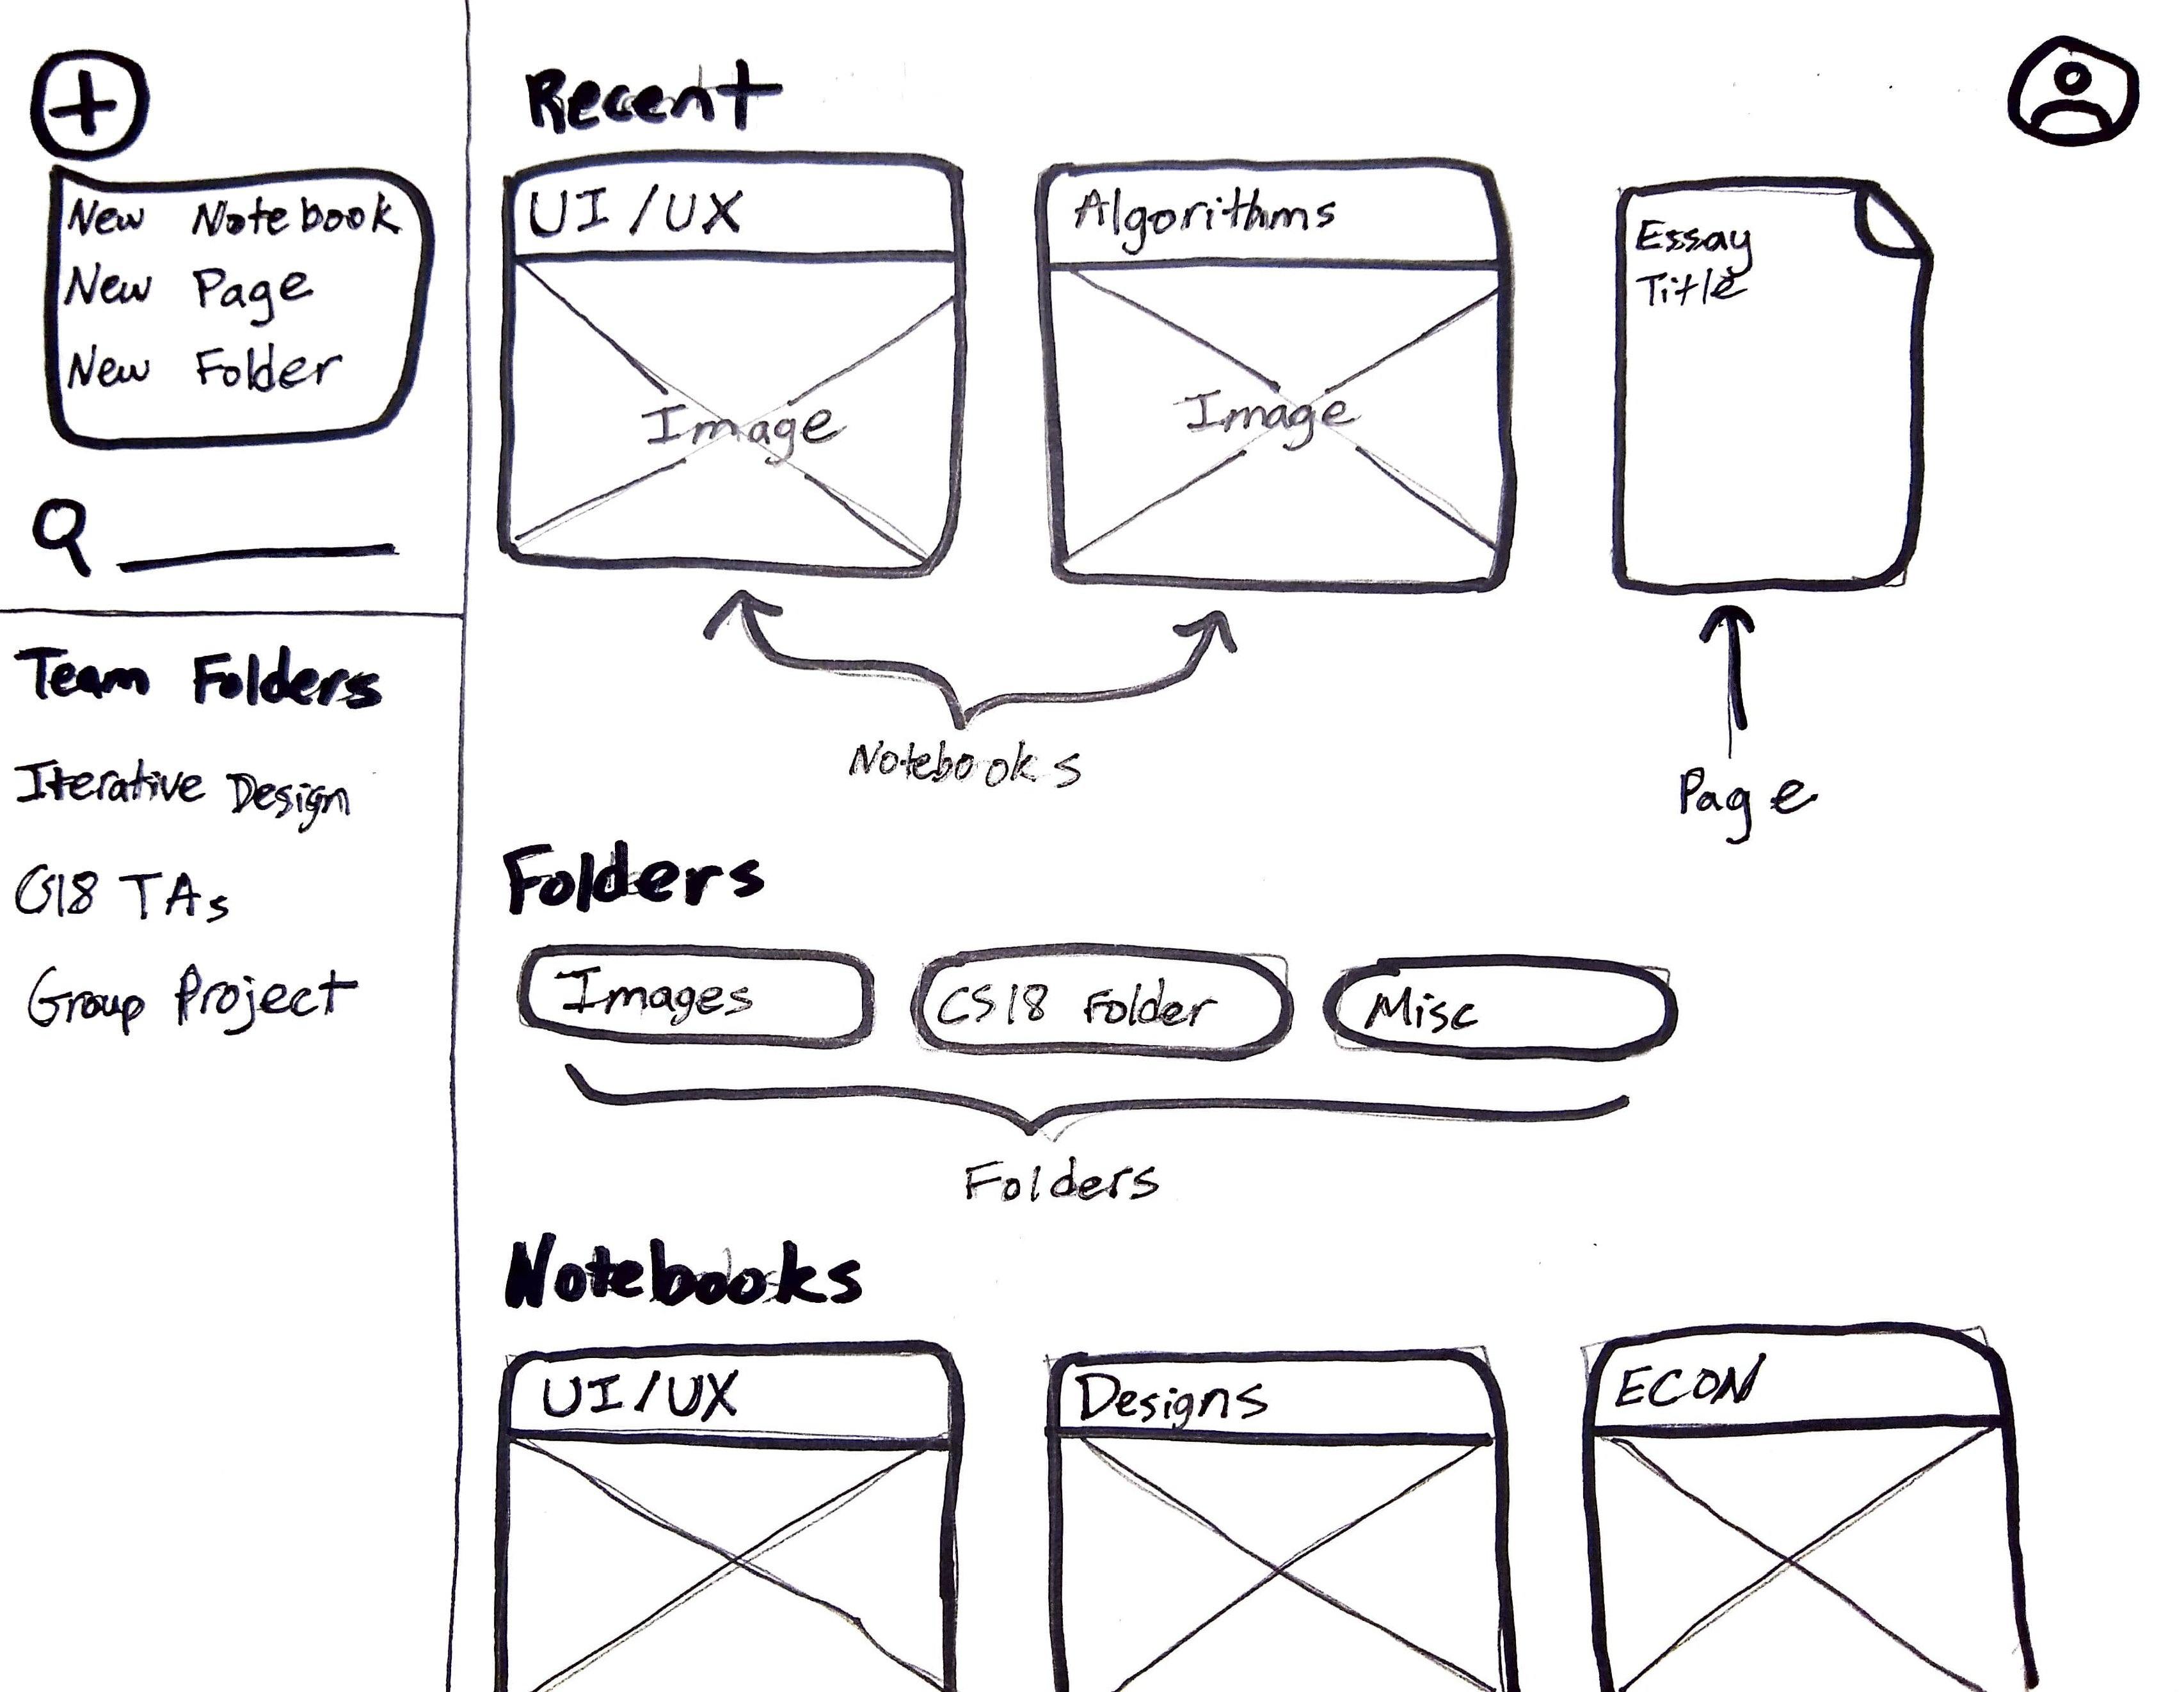 New Notebook
New Page
New Folder
Team Folders
Iterative Design
CS18 TAs
Group Project
Recent
UI/UX
Image
Algorithms
Image
Essay
Title
Notebooks
Page
Folders
Images
CS18 Folder
Misc
Folders
Notebooks
UI/UX
Designs
ECON